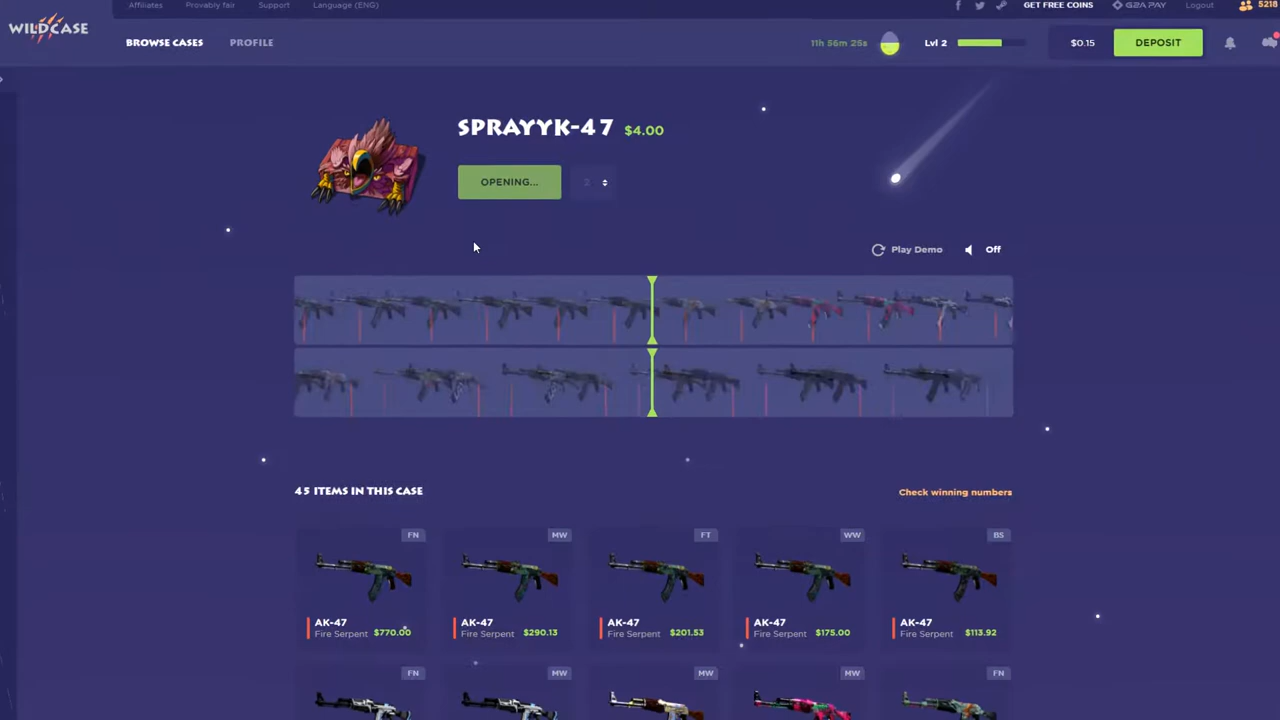 Affiliates Provably fair Support Language (ENG) GET FREE COINS G2A PAY Logout 5218
WILDCASE
BROWSE CASES PROFILE 11h 56m 25s Lvl 2 $0.15 DEPOSIT
SPRAYYK-47 $4.00
OPENING... 2
Play Demo Off
45 ITEMS IN THIS CASE Check winning numbers
FN MW FT WW BS
AK-47 AK-47 AK-47 AK-47 AK-47
Fire Serpent $770.00 Fire Serpent $290.13 Fire Serpent $201.53 Fire Serpent $175.00 Fire Serpent $113.92
FN MW MW MW FN